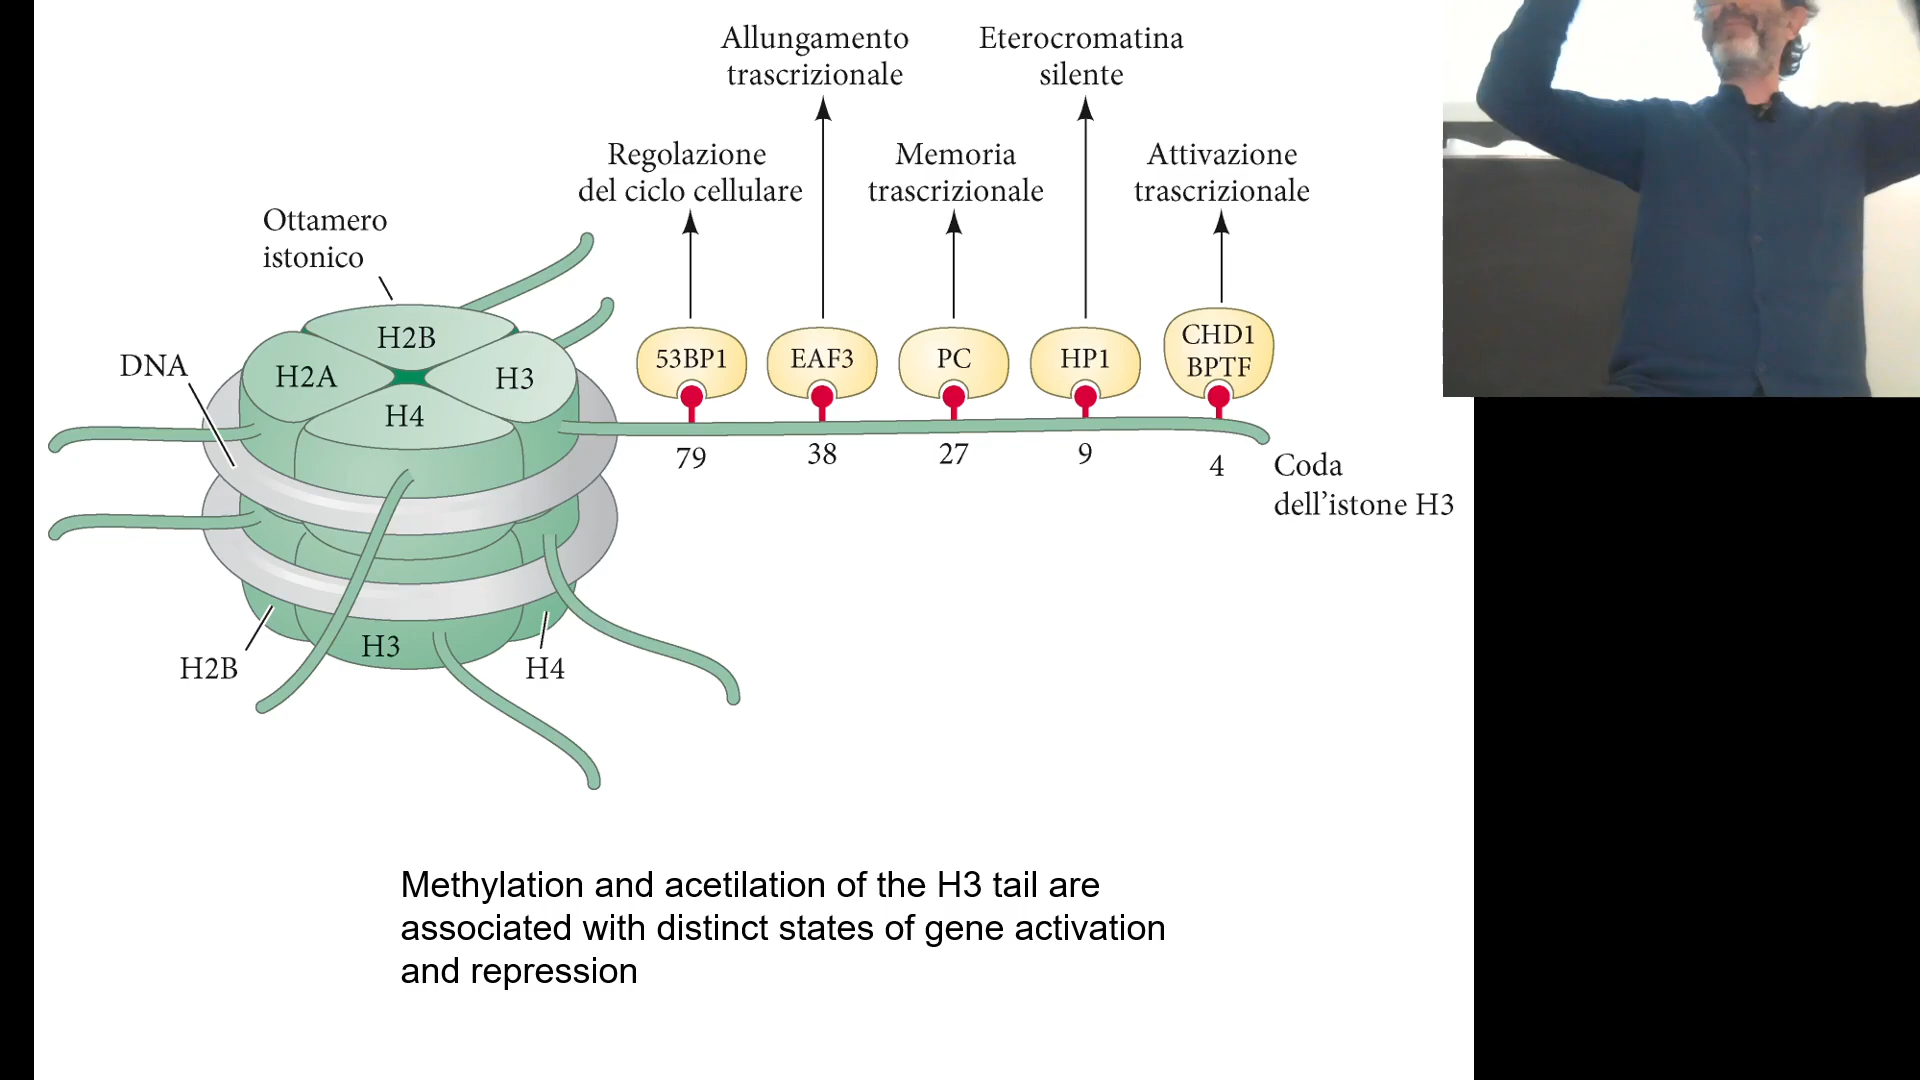 Allungamento
trascrizionale
Eterocromatina
silente
Regolazione
del ciclo cellulare
Memoria
trascrizionale
Attivazione
trascrizionale
Ottamero
istonico
H2B
DNA
H2A
H3
H4
53BP1
EAF3
PC
HP1
CHD1
BPTF
79
38
27
9
4
Coda
dell’istone H3
H2B
H3
H4
Methylation and acetilation of the H3 tail are
associated with distinct states of gene activation
and repression